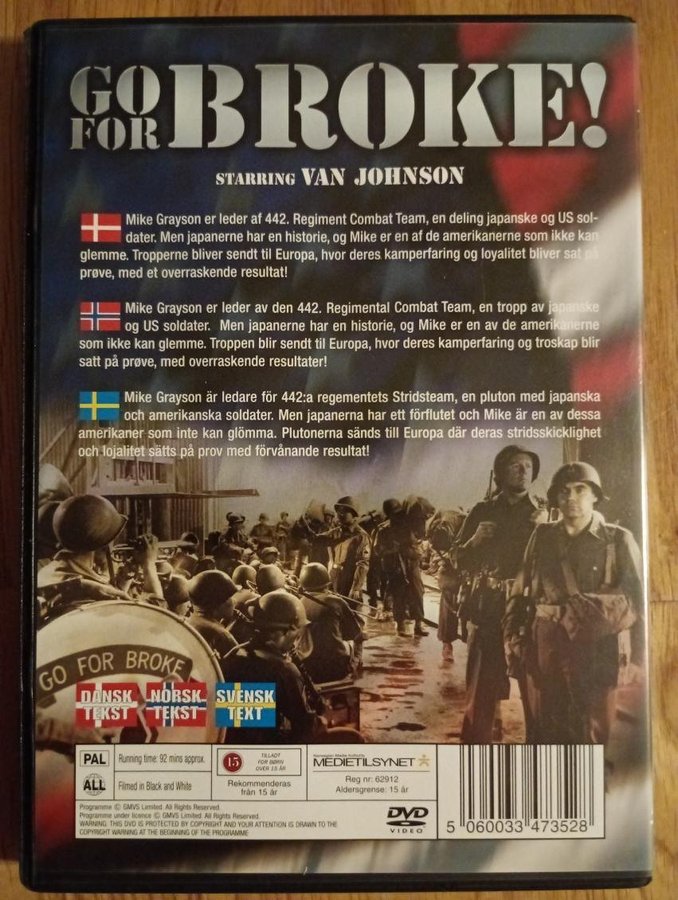 GO FOR BROKE!
STARRING VAN JOHNSON
Mike Grayson er leder af 442. Regiment Combat Team, en deling japanske og US sol-
dater. Men japanerne har en historie, og Mike er en af de amerikanerne som ikke kan
glemme. Tropperne bliver sendt til Europa, hvor deres kamperfaring og loyalitet bliver sat på
prøve, med et overraskende resultat!
Mike Grayson er leder av den 442. Regimental Combat Team, en tropp av japanske
og US soldater. Men japanerne har en historie, og Mike er en av de amerikanerne
som ikke kan glemme. Troppen blir sendt til Europa, hvor deres kamperfaring og troskap blir
satt på prøve, med overraskende resultater!
Mike Grayson är ledare för 442:a regementets Stridsteam, en pluton med japanska
och amerikanska soldater. Men japanerna har ett förflutet och Mike är en av dessa
amerikaner som inte kan glömma. Plutonerna sänds till Europa där deras stridsskicklighet
och lojalitet sätts på prov med förvånande resultat!
GO FOR BROKE
DANSK TEKST
NORSK TEKST
SVENSK TEXT
PAL
Running time: 92 mins approx.
ALL
Filmed in Black and White
15
TILLADT
FOR BØRN
OVER 15 ÅR
Rekommenderas
från 15 år
MEDIETILSYNET
Reg nr: 62912
Aldersgrense: 15 år
Programme © GMVS Limited. All Rights Reserved.
Programme under licence © GMVS Limited. All Rights Reserved.
WARNING: THIS DVD IS PROTECTED BY COPYRIGHT AND YOUR ATTENTION IS DRAWN TO THE
COPYRIGHT WARNING AT THE BEGINNING OF THE PROGRAMME
DVD
VIDEO
5 060033 473528